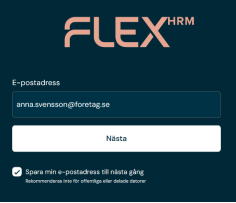 FLEX HRM
E-postadress
anna.svensson@foretag.se
Nästa
Spara min e-postadress till nästa gång
Rekommenderas inte för offentliga eller delade datorer